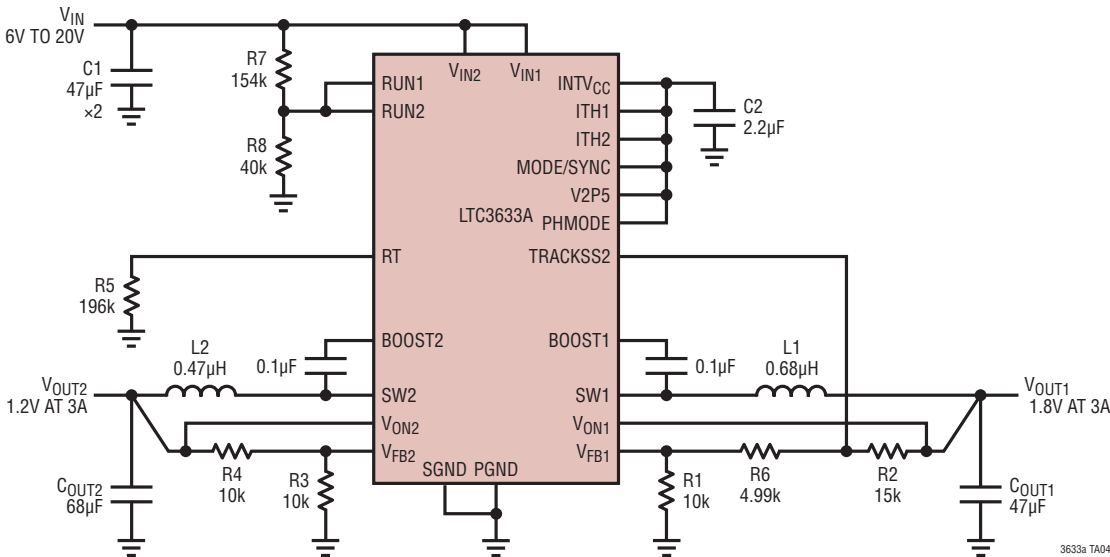 VIN
6V TO 20V
C1
47µF
×2
R7
154k
R8
40k
RUN1
RUN2
VIN2
VIN1
INTVCC
ITH1
ITH2
MODE/SYNC
V2P5
PHMODE
LTC3633A
C2
2.2µF
RT
TRACKSS2
R5
196k
BOOST2
BOOST1
L2
0.47µH
0.1µF
0.1µF
L1
0.68µH
VOUT2
1.2V AT 3A
SW2
SW1
VOUT1
1.8V AT 3A
VON2
VON1
VFB2
VFB1
SGND PGND
COUT2
68µF
R4
10k
R3
10k
R1
10k
R6
4.99k
R2
15k
COUT1
47µF
3633a TA04